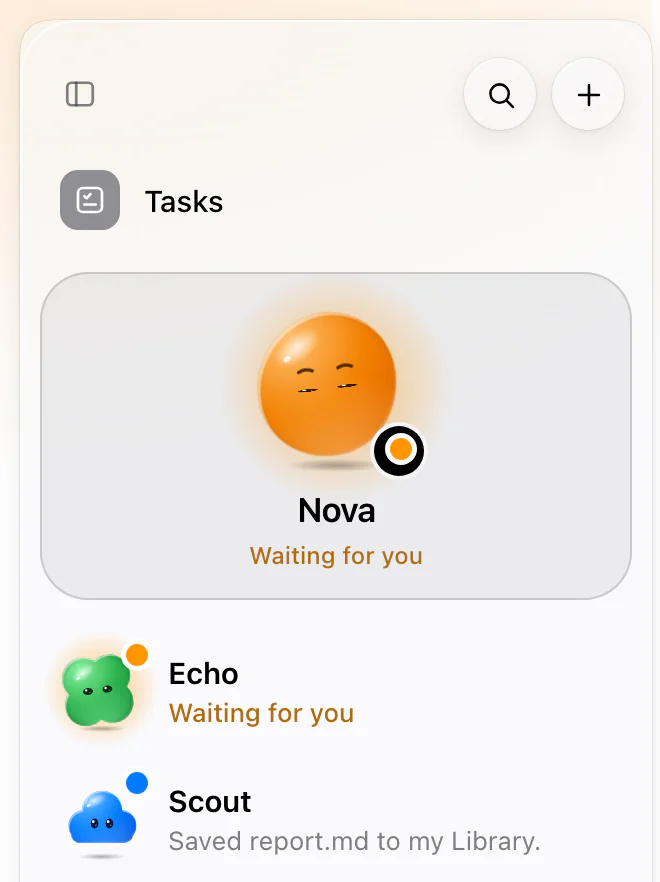 Tasks
Nova
Waiting for you
Echo
Waiting for you
Scout
Saved report.md to my Library.